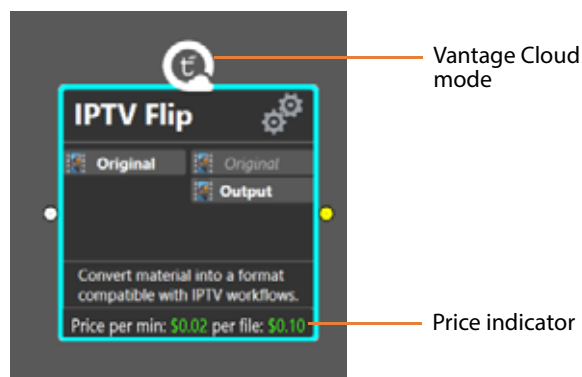 Vantage Cloud
mode
IPTV Flip
Original Original
Output
Convert material into a format
compatible with IPTV workflows.
Price per min: $0.02 per file: $0.10
Price indicator